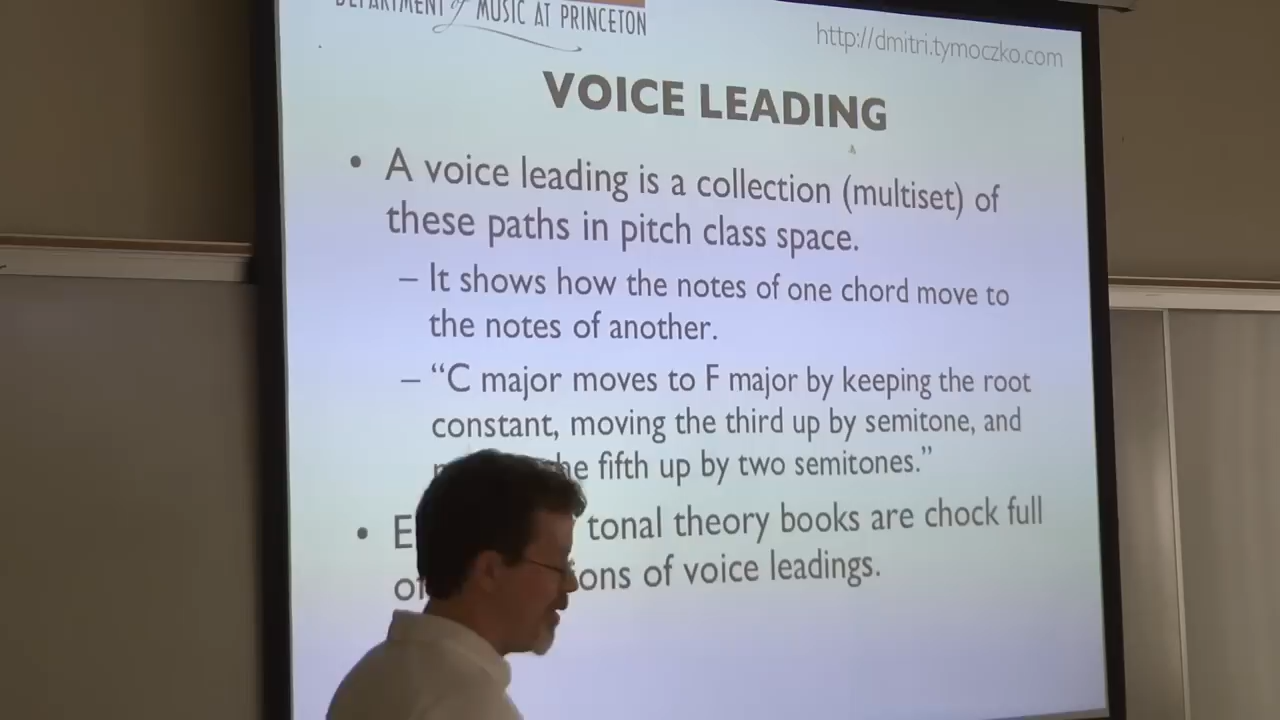 DEPARTMENT of MUSIC AT PRINCETON
http://dmitri.tymoczko.com
VOICE LEADING
• A voice leading is a collection (multiset) of
these paths in pitch class space.
– It shows how the notes of one chord move to
the notes of another.
– “C major moves to F major by keeping the root
constant, moving the third up by semitone, and
fifth up by two semitones.”
• tonal theory books are chock full
of voice leadings.